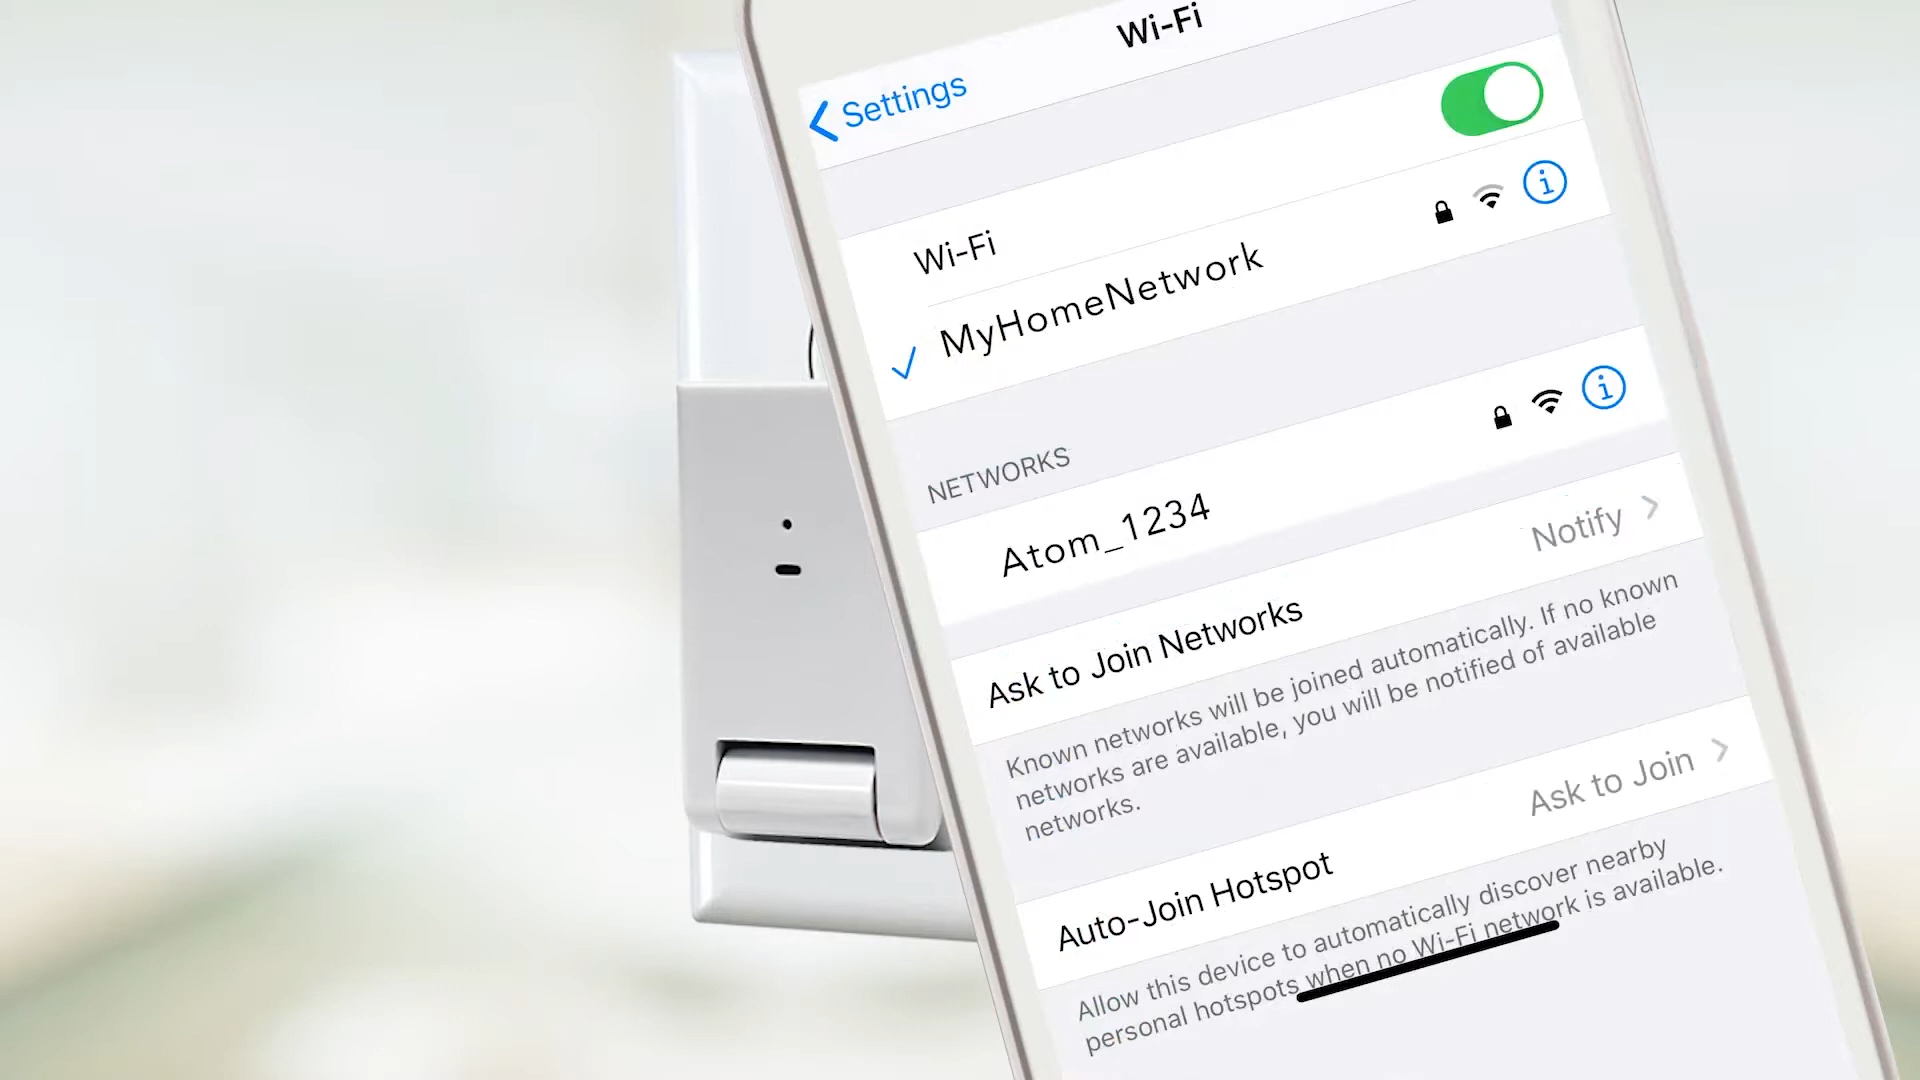 Wi-Fi
Settings
Wi-Fi
MyHomeNetwork
NETWORKS
Atom_1234
Ask to Join Networks Notify
Known networks will be joined automatically. If no known
networks are available, you will be notified of available
networks.
Auto-Join Hotspot Ask to Join
Allow this device to automatically discover nearby
personal hotspots when no Wi-Fi network is available.